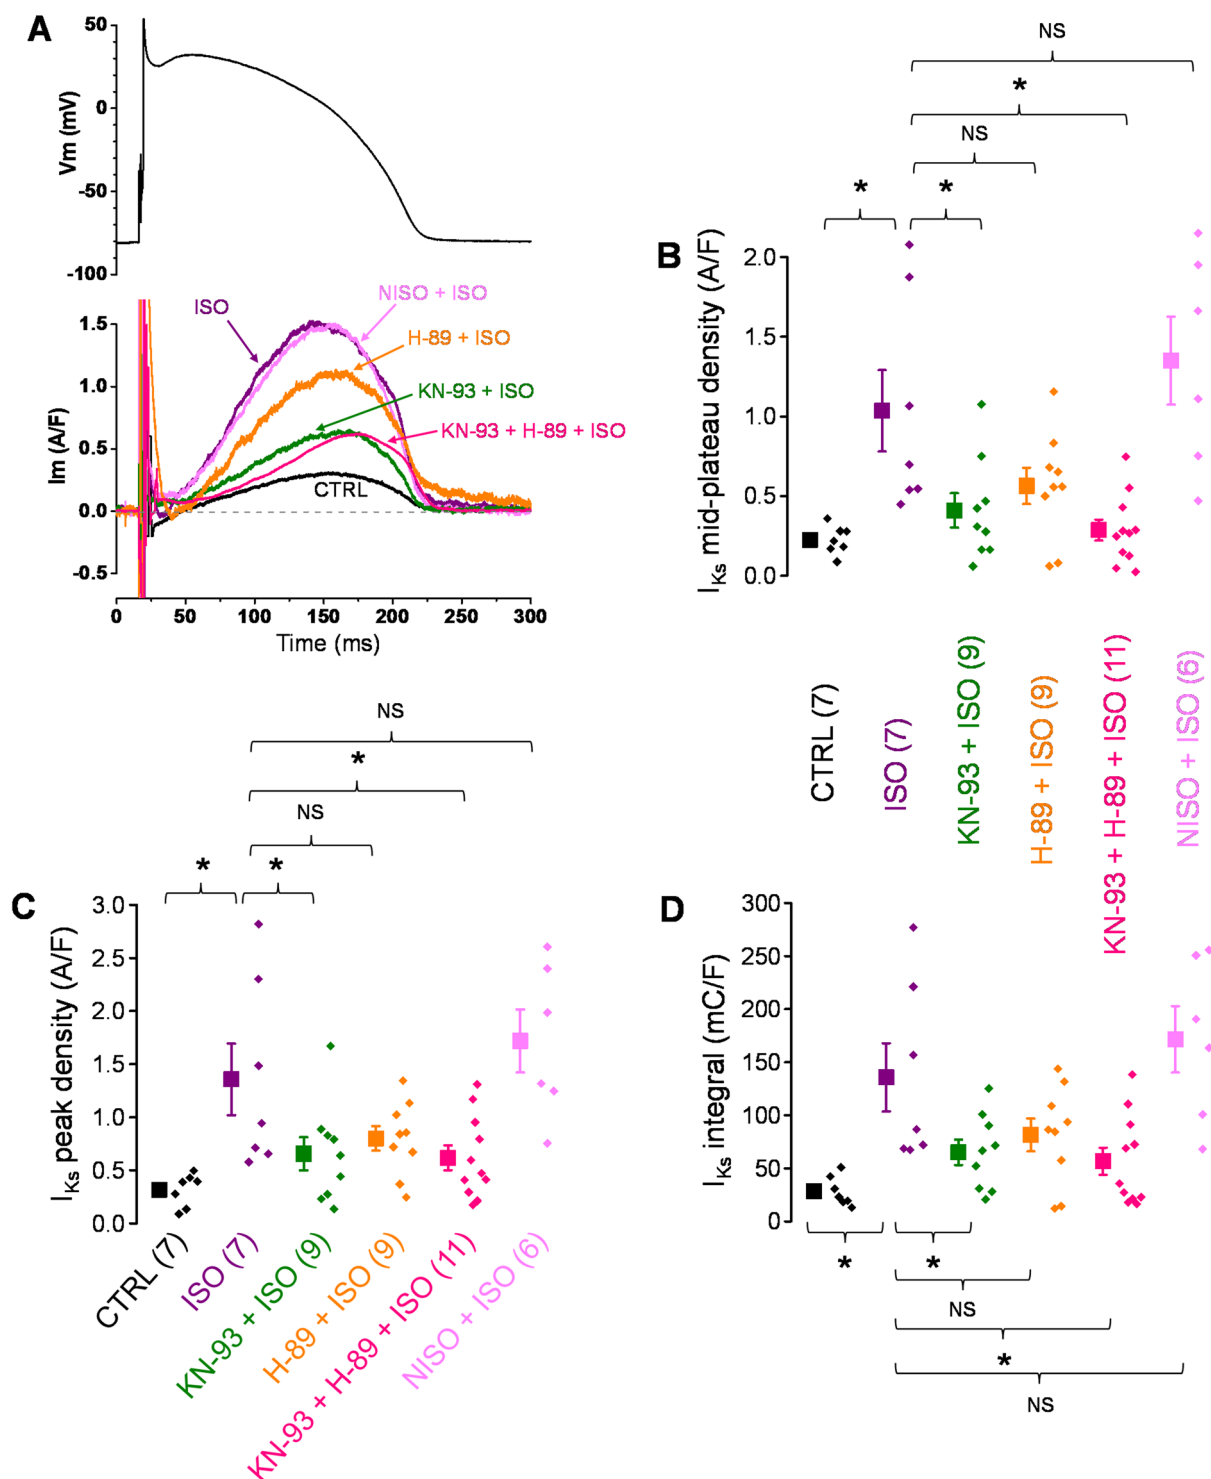 A
50
0
-50
-100
Vm (mV)
ISO
NISO + ISO
H-89 + ISO
KN-93 + ISO
KN-93 + H-89 + ISO
CTRL
1.5
1.0
0.5
0.0
-0.5
Im (A/F)
0
50
100
150
200
250
300
Time (ms)
NS
*
NS
*
*
B
2.0
1.5
1.0
0.5
0.0
I_Ks mid-plateau density (A/F)
CTRL (7)
ISO (7)
KN-93 + ISO (9)
H-89 + ISO (9)
KN-93 + H-89 + ISO (11)
NISO + ISO (6)
NS
*
NS
*
*
C
3.0
2.5
2.0
1.5
1.0
0.5
0.0
I_Ks peak density (A/F)
CTRL (7)
ISO (7)
KN-93 + ISO (9)
H-89 + ISO (9)
KN-93 + H-89 + ISO (11)
NISO + ISO (6)
D
300
250
200
150
100
50
0
I_Ks integral (mC/F)
*
*
NS
*
NS